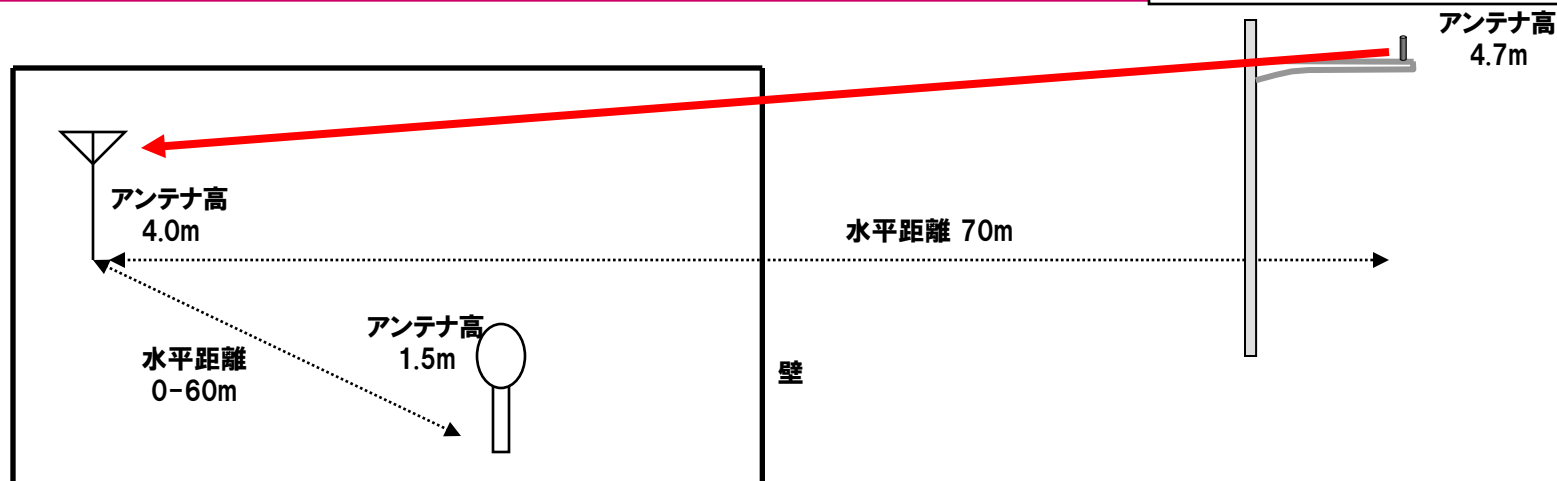 アンテナ高
4.7m
アンテナ高
4.0m
水平距離 70m
アンテナ高
1.5m
水平距離
0-60m
壁